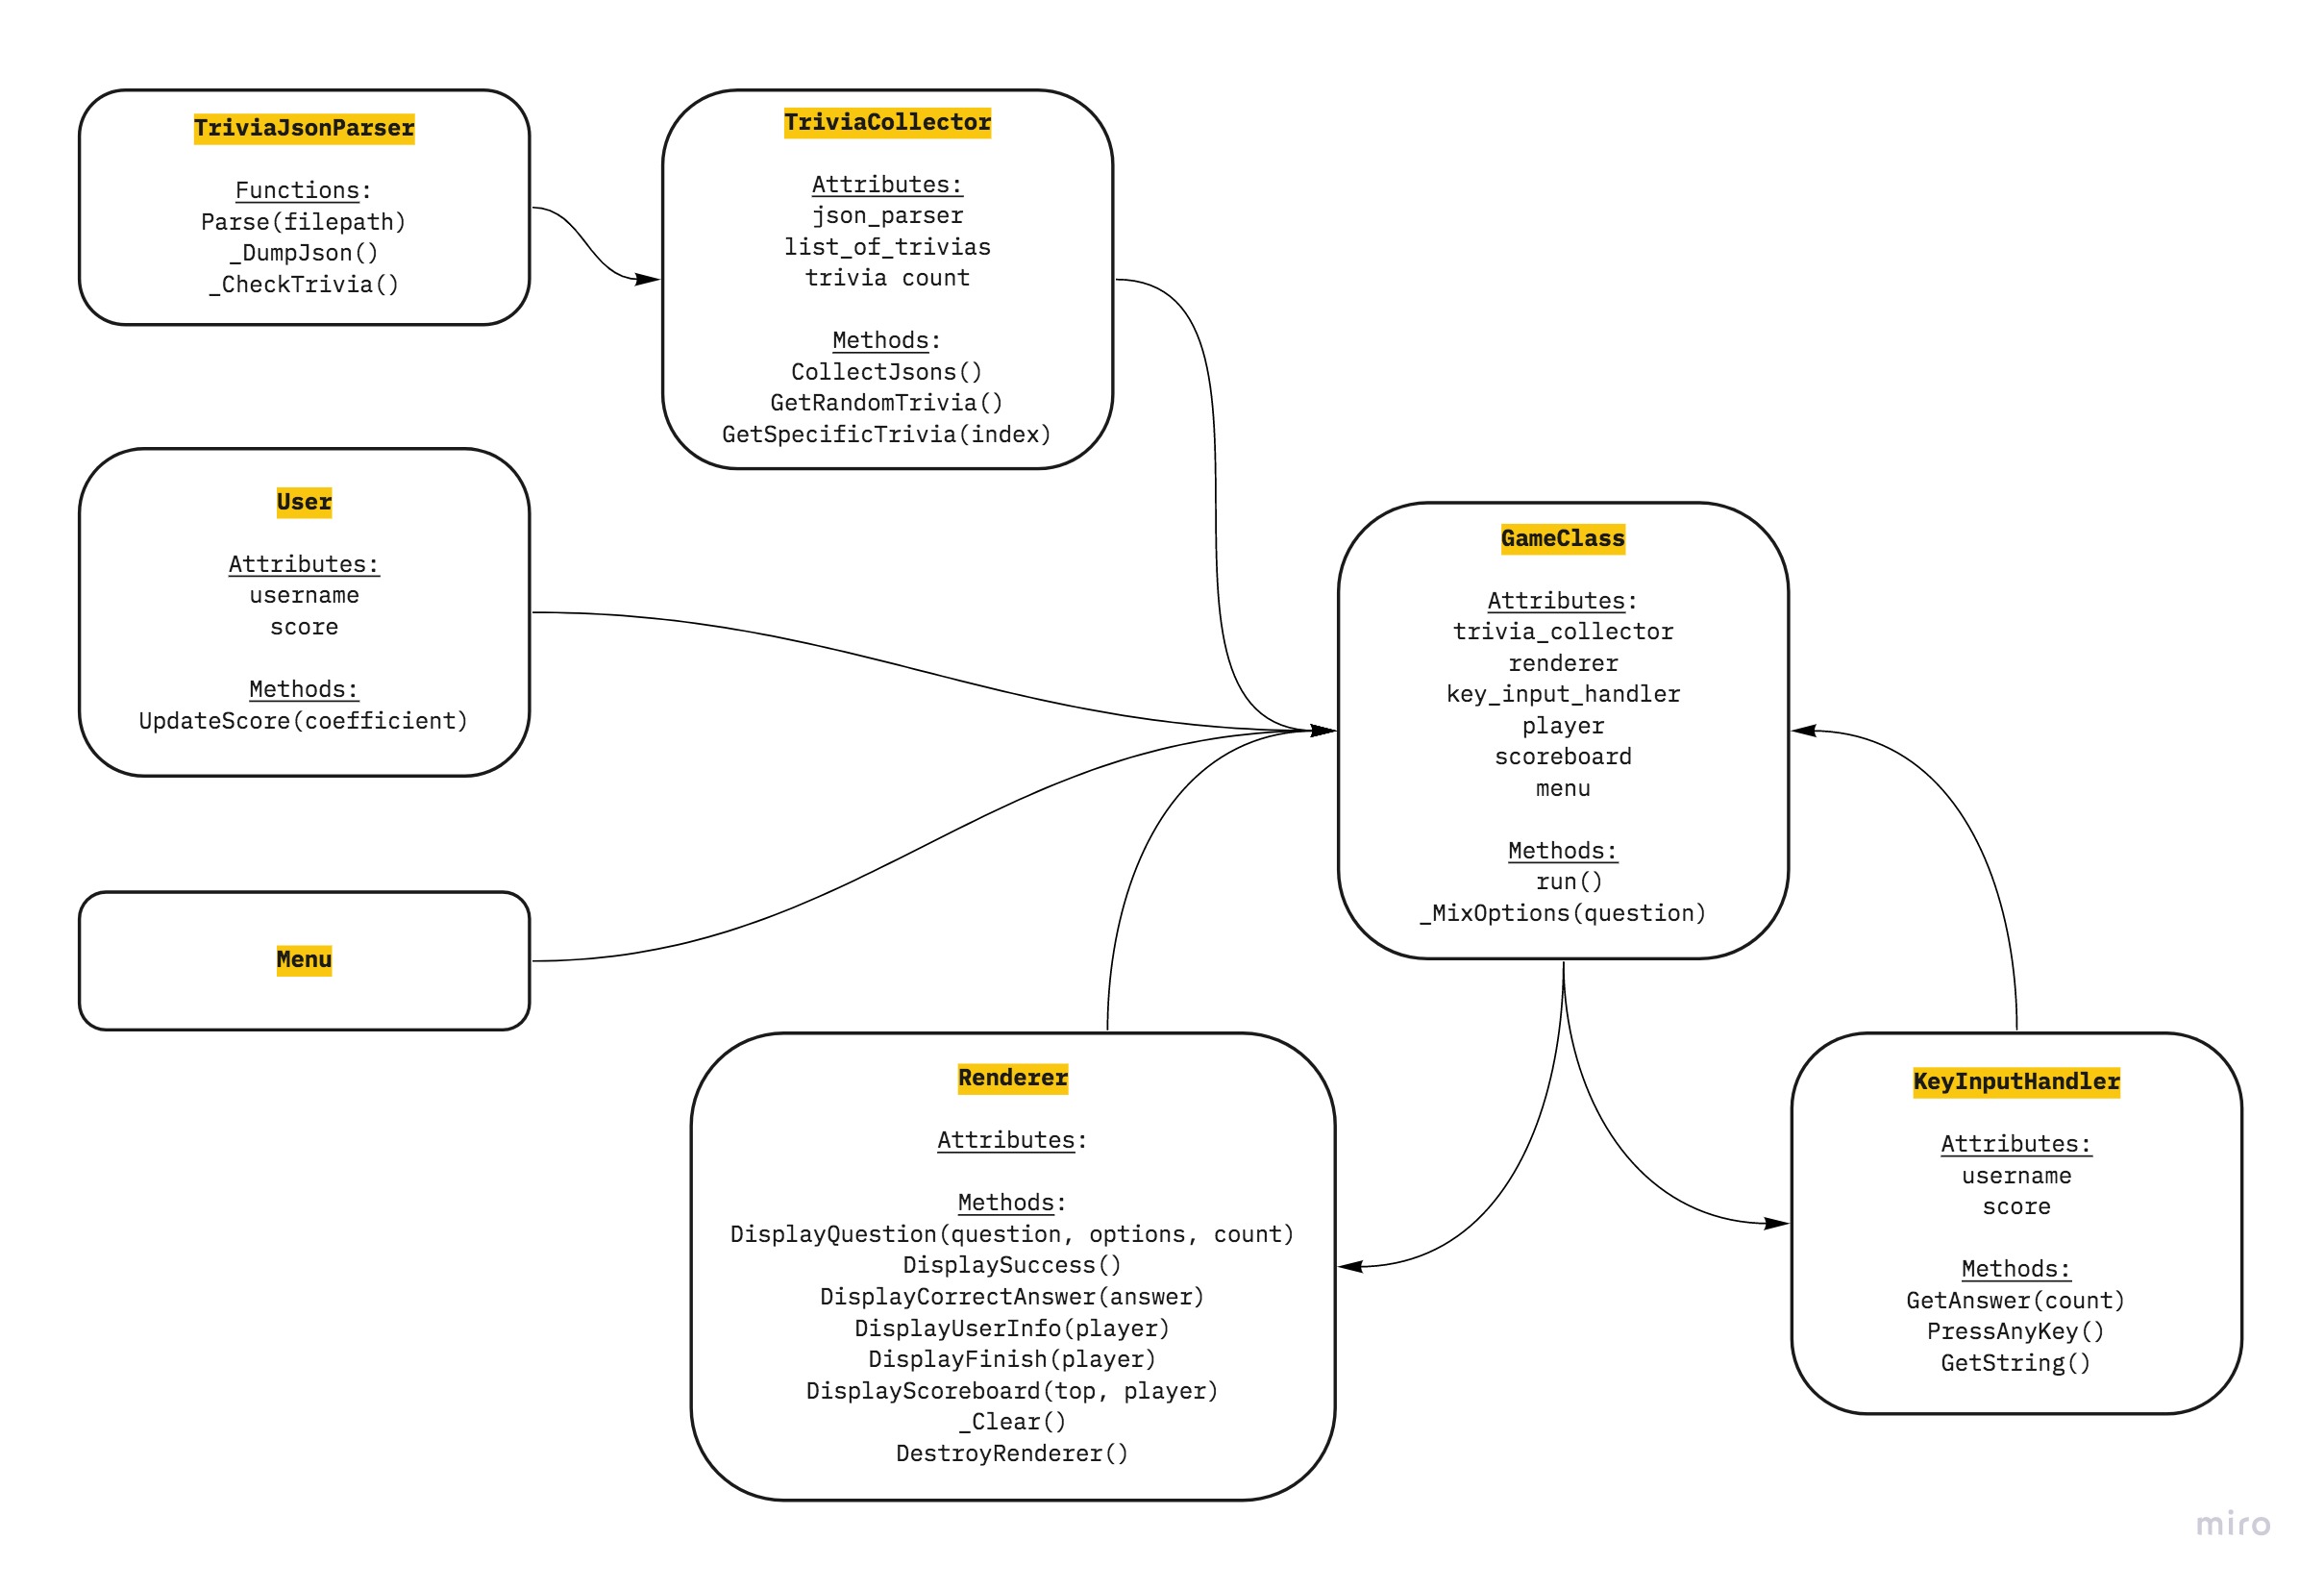 TriviaJsonParser
Functions:
Parse(filepath)
_DumpJson()
_CheckTrivia()
TriviaCollector
Attributes:
json_parser
list_of_trivias
trivia count
Methods:
CollectJsons()
GetRandomTrivia()
GetSpecificTrivia(index)
User
Attributes:
username
score
Methods:
UpdateScore(coefficient)
GameClass
Attributes:
trivia_collector
renderer
key_input_handler
player
scoreboard
menu
Methods:
run()
_MixOptions(question)
Menu
Renderer
Attributes:
Methods:
DisplayQuestion(question, options, count)
DisplaySuccess()
DisplayCorrectAnswer(answer)
DisplayUserInfo(player)
DisplayFinish(player)
DisplayScoreboard(top, player)
_Clear()
DestroyRenderer()
KeyInputHandler
Attributes:
username
score
Methods:
GetAnswer(count)
PressAnyKey()
GetString()
miro